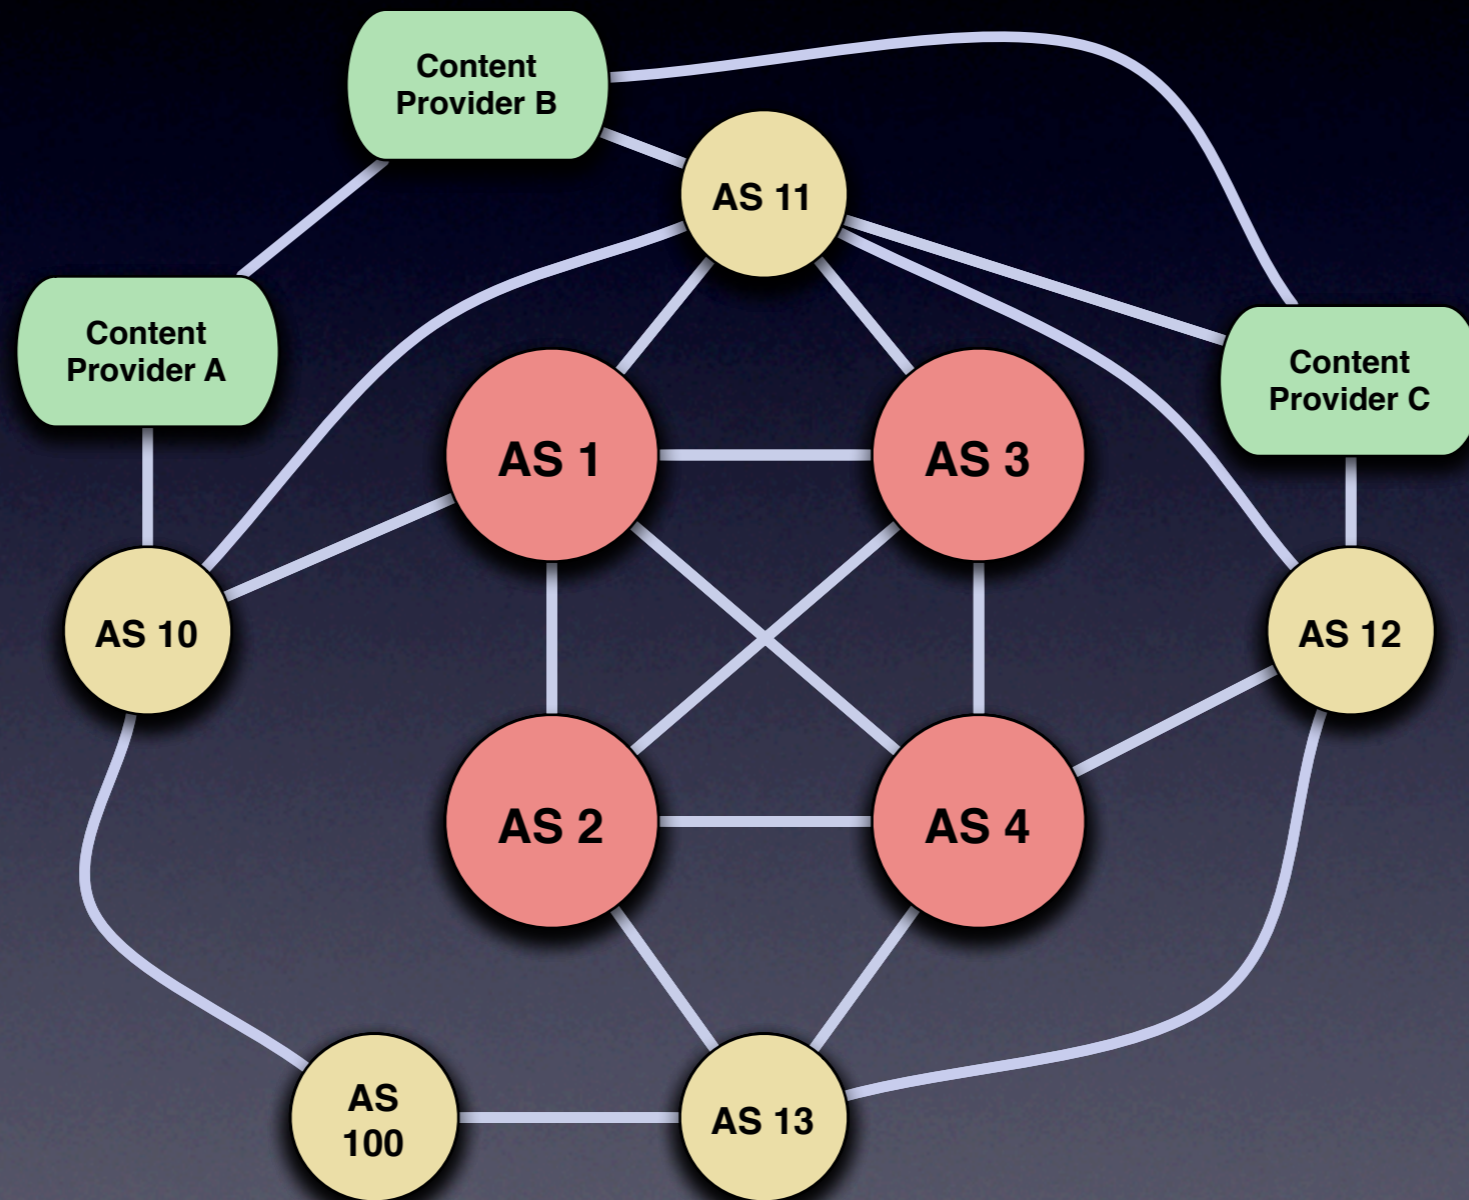 Content
Provider B
AS 11
Content
Provider A
Content
Provider C
AS 1
AS 3
AS 10
AS 12
AS 2
AS 4
AS
100
AS 13